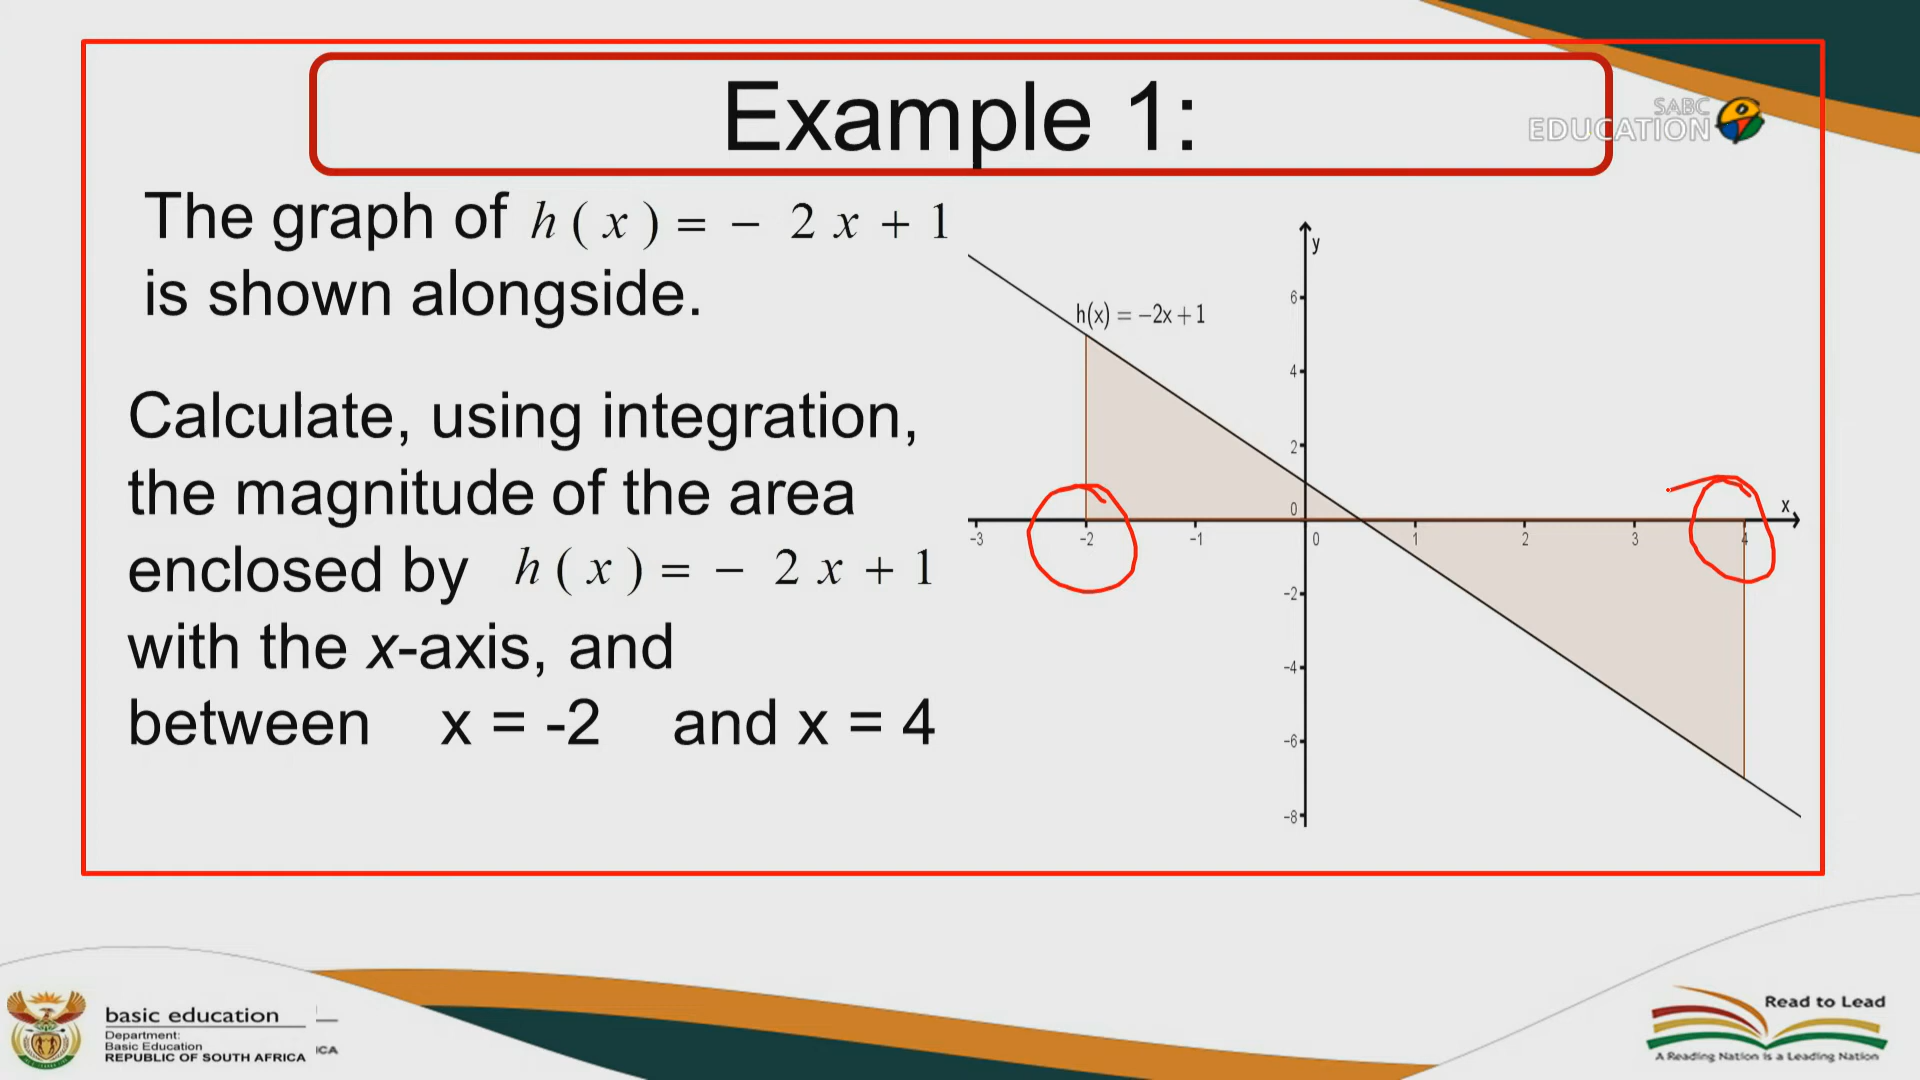 Example 1:
SABC
EDUCATION
The graph of h ( x ) = − 2 x + 1
is shown alongside.
Calculate, using integration,
the magnitude of the area
enclosed by h ( x ) = − 2 x + 1
with the x-axis, and
between x = -2 and x = 4
y
h(x) = −2x + 1
6
4
2
0
x
−3 −2 −1 0 1 2 3 4
−2
−4
−6
−8
basic education
Department:
Basic Education
REPUBLIC OF SOUTH AFRICA
ICA
Read to Lead
A Reading Nation is a Leading Nation